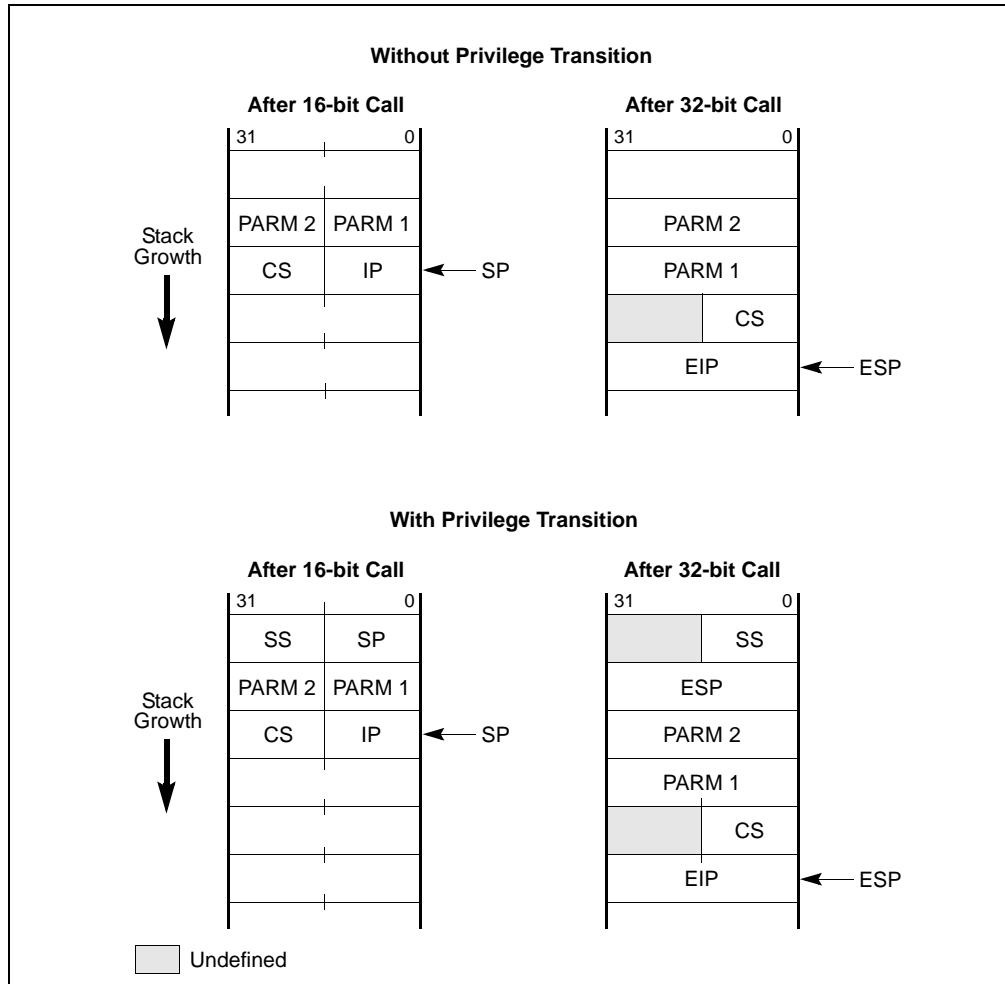 Without Privilege Transition
After 16-bit Call
After 32-bit Call
31 0
31 0
PARM 2 PARM 1
PARM 2
Stack
Growth
CS IP
SP
PARM 1
CS
EIP
ESP
With Privilege Transition
After 16-bit Call
After 32-bit Call
31 0
31 0
SS SP
SS
PARM 2 PARM 1
ESP
Stack
Growth
CS IP
SP
PARM 2
PARM 1
CS
EIP
ESP
Undefined